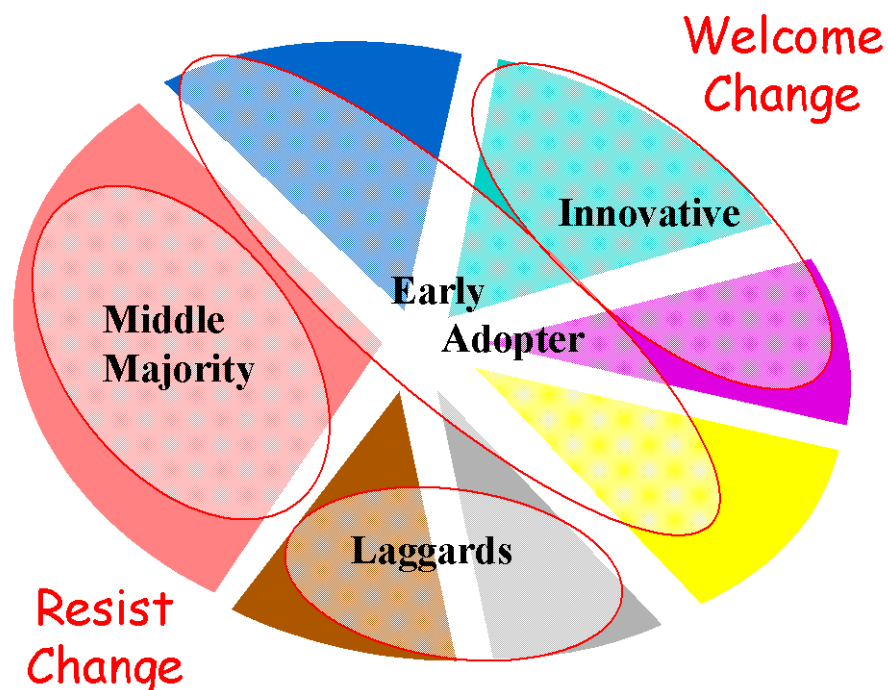 Welcome
Change
Innovative
Early
Adopter
Middle
Majority
Laggards
Resist
Change